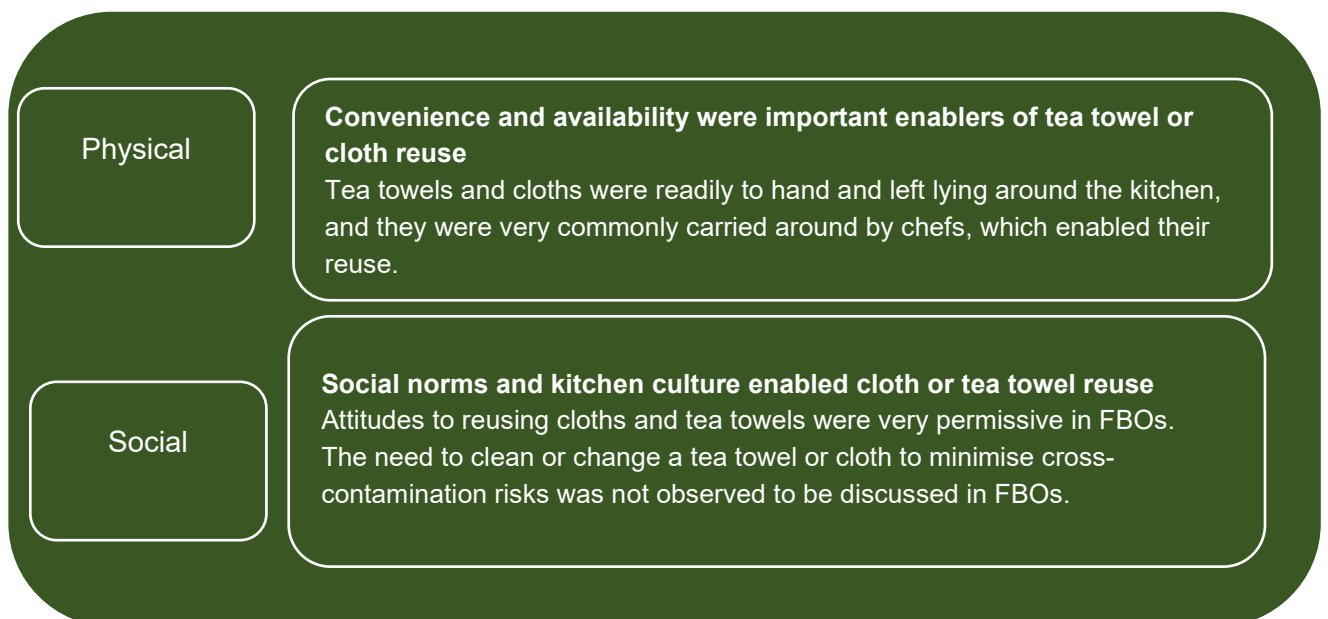 Physical
Convenience and availability were important enablers of tea towel or
cloth reuse
Tea towels and cloths were readily to hand and left lying around the kitchen,
and they were very commonly carried around by chefs, which enabled their
reuse.
Social
Social norms and kitchen culture enabled cloth or tea towel reuse
Attitudes to reusing cloths and tea towels were very permissive in FBOs.
The need to clean or change a tea towel or cloth to minimise cross-
contamination risks was not observed to be discussed in FBOs.